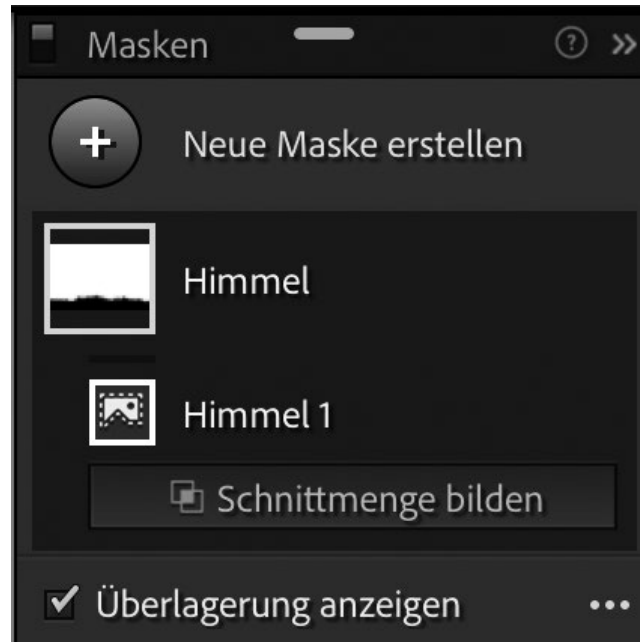 Masken
Neue Maske erstellen
Himmel
Himmel 1
Schnittmenge bilden
Überlagerung anzeigen